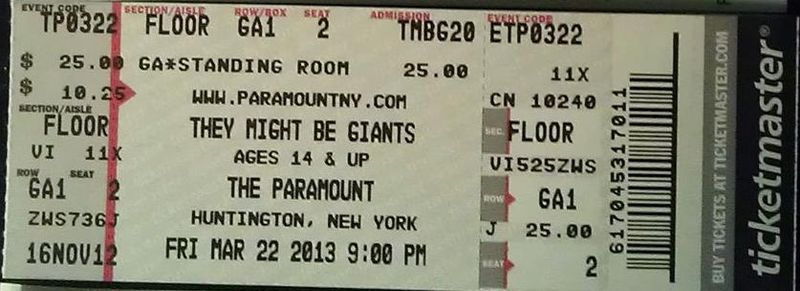 EVENT CODE SECTION/AISLE ROW/BOX SEAT ADMISSION EVENT CODE
TP0322 FLOOR GA1 2 TMBG20 ETP0322
$ 25.00 GA*STANDING ROOM 25.00 11X
$ 10.25 WWW.PARAMOUNTNY.COM CN 10240
SECTION/AISLE
FLOOR THEY MIGHT BE GIANTS SEC. FLOOR
VI 11X AGES 14 & UP VI525ZWS
ROW SEAT
GA1 2 THE PARAMOUNT ROW GA1
ZWS736J HUNTINGTON, NEW YORK J 25.00
16NOV12 FRI MAR 22 2013 9:00 PM SEAT 2
617045317011
BUY TICKETS AT TICKETMASTER.COM
ticketmaster®